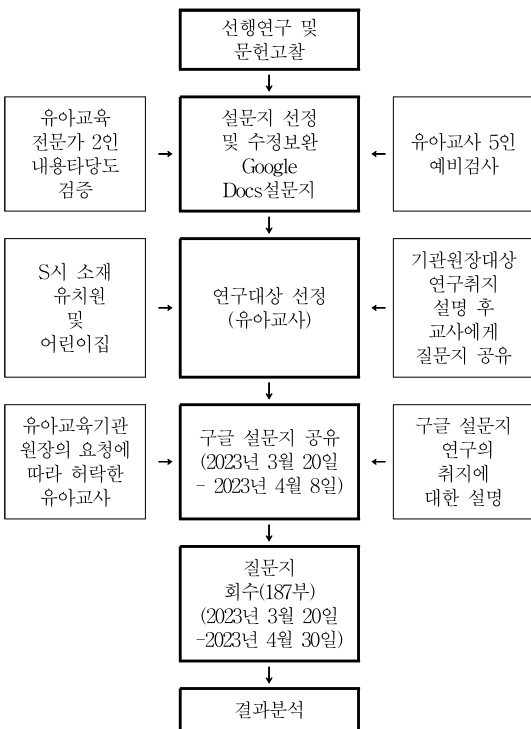 선행연구 및
문헌고찰
유아교육
전문가 2인
내용타당도
검증
설문지 선정
및 수정보완
Google
Docs설문지
유아교사 5인
예비검사
S시 소재
유치원
및
어린이집
연구대상 선정
(유아교사)
기관원장대상
연구취지
설명 후
교사에게
질문지 공유
유아교육기관
원장의 요청에
따라 허락한
유아교사
구글 설문지 공유
(2023년 3월 20일
- 2023년 4월 8일)
구글 설문지
연구의
취지에
대한 설명
질문지
회수(187부)
(2023년 3월 20일
-2023년 4월 30일)
결과분석